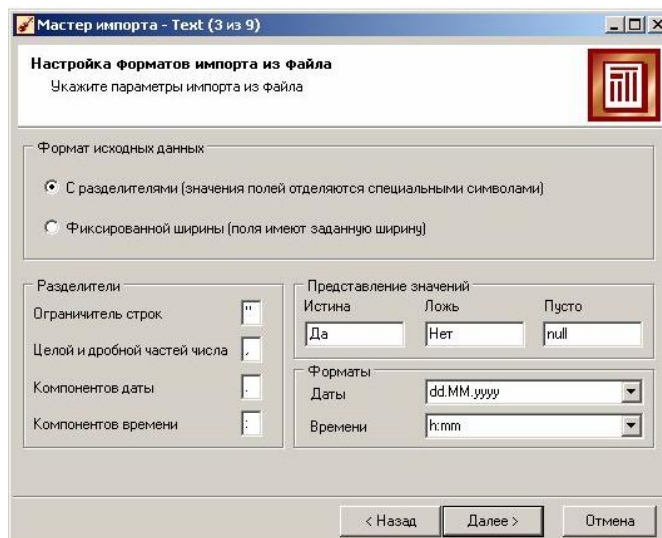 Мастер импорта - Text (3 из 9)
Настройка форматов импорта из файла
Укажите параметры импорта из файла
Формат исходных данных
С разделителями (значения полей отделяются специальными символами)
Фиксированной ширины (поля имеют заданную ширину)
Разделители
Ограничитель строк "
Целой и дробной частей числа ,
Компонентов даты .
Компонентов времени :
Представление значений
Истина Ложь Пусто
Да Нет null
Форматы
Даты dd.MM.yyyy
Времени h:mm
< Назад Далее > Отмена